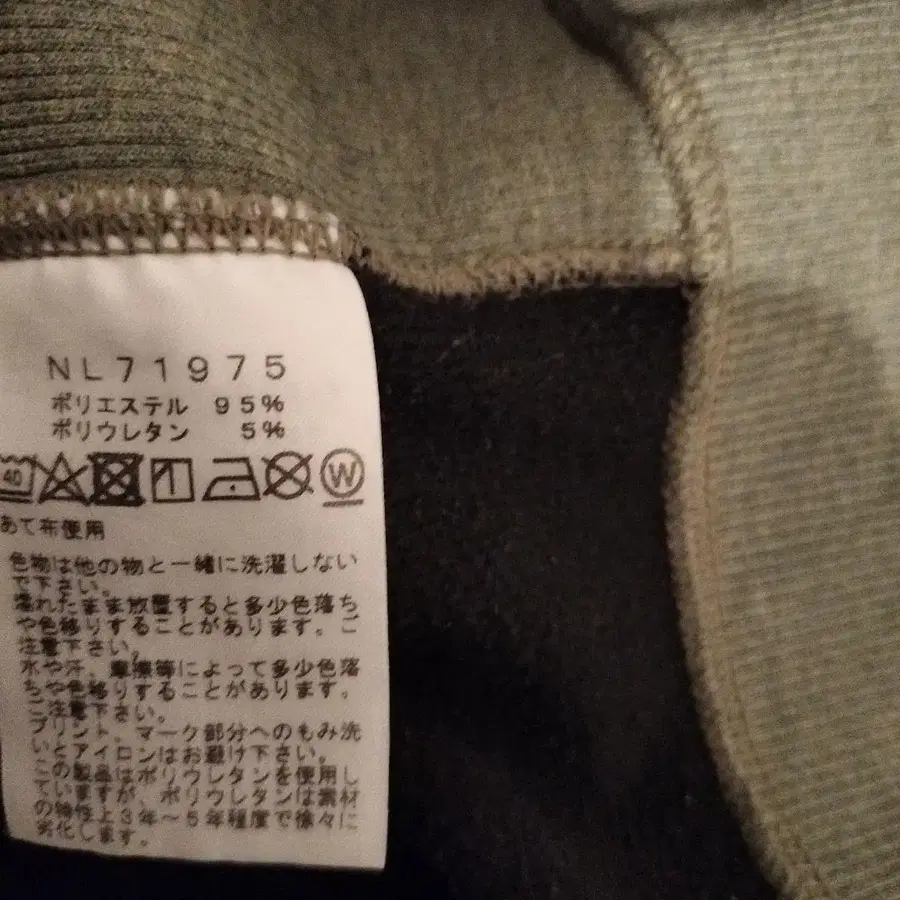 NL71975
ポリエステル 95%
ポリウレタン 5%
40 W
あて布使用
色物は他の物と一緒に洗濯しない
で下さい。
濡れたまま放置すると多少色落ち
や色移りすることがあります。ご
注意下さい。
水や汗、摩擦等によって多少色落
ちや色移りすることがあります。
ご注意下さい。
プリント、マーク部分へのもみ洗
いとアイロンはお避け下さい。
この製品はポリウレタンを使用し
ていますが、ポリウレタンは素材
の特性上3年〜5年程度で徐々に
劣化します。